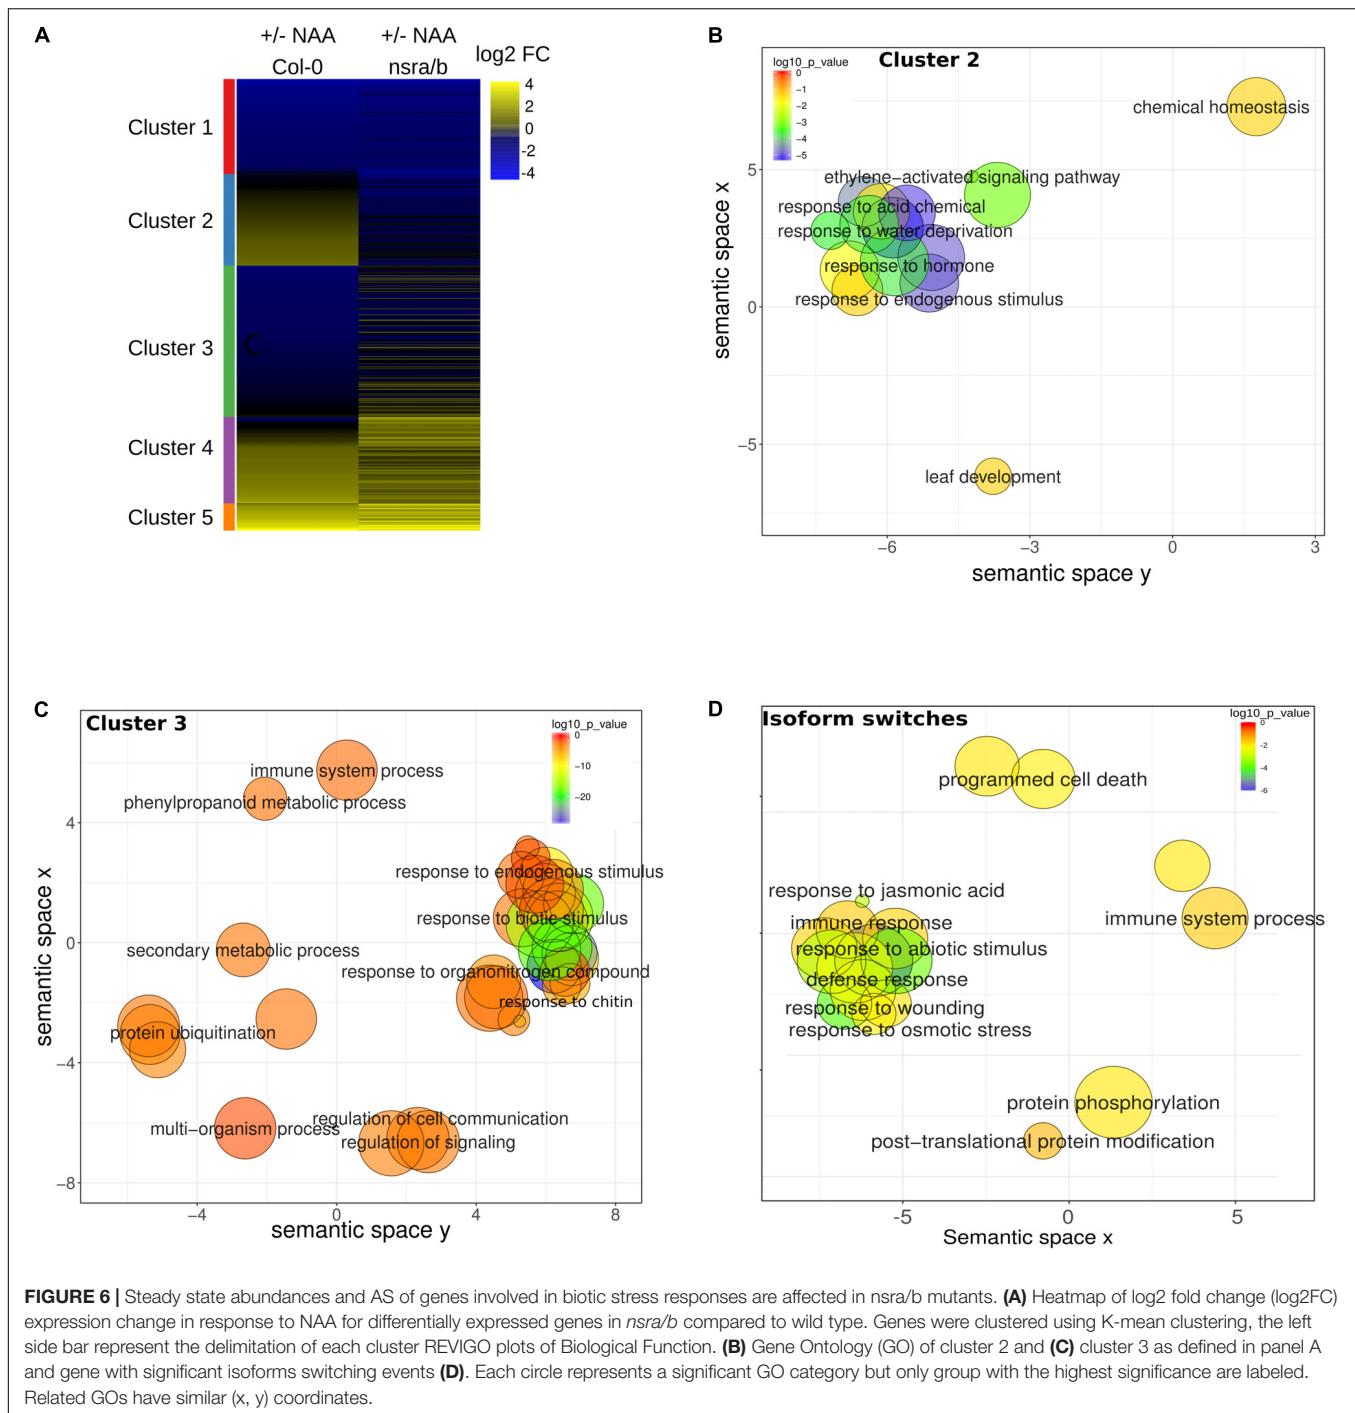 A
+/- NAA +/- NAA
Col-0 nsra/b
log2 FC
4
2
0
-2
-4
Cluster 1
Cluster 2
Cluster 3
C
Cluster 4
Cluster 5
B
Cluster 2
log10_p_value
0
−1
−2
−3
−4
−5
chemical homeostasis
ethylene−activated signaling pathway
response to acid chemical
response to water deprivation
response to hormone
response to endogenous stimulus
leaf development
semantic space x
5
0
−5
−6 −3 0 3
semantic space y
C
Cluster 3
log10_p_value
0
−10
−20
immune system process
phenylpropanoid metabolic process
response to endogenous stimulus
response to biotic stimulus
secondary metabolic process
response to organonitrogen compound
response to chitin
protein ubiquitination
regulation of cell communication
multi−organism process
regulation of signaling
semantic space x
4
0
−4
−8
−4 0 4 8
semantic space y
D
Isoform switches
log10_p_value
0
−2
−4
−6
programmed cell death
response to jasmonic acid
immune system process
immune response
response to abiotic stimulus
defense response
response to wounding
response to osmotic stress
protein phosphorylation
post−translational protein modification
-5 0 5
Semantic space x
FIGURE 6 | Steady state abundances and AS of genes involved in biotic stress responses are affected in nsra/b mutants. (A) Heatmap of log2 fold change (log2FC)
expression change in response to NAA for differentially expressed genes in nsra/b compared to wild type. Genes were clustered using K-mean clustering, the left
side bar represent the delimitation of each cluster REVIGO plots of Biological Function. (B) Gene Ontology (GO) of cluster 2 and (C) cluster 3 as defined in panel A
and gene with significant isoforms switching events (D). Each circle represents a significant GO category but only group with the highest significance are labeled.
Related GOs have similar (x, y) coordinates.